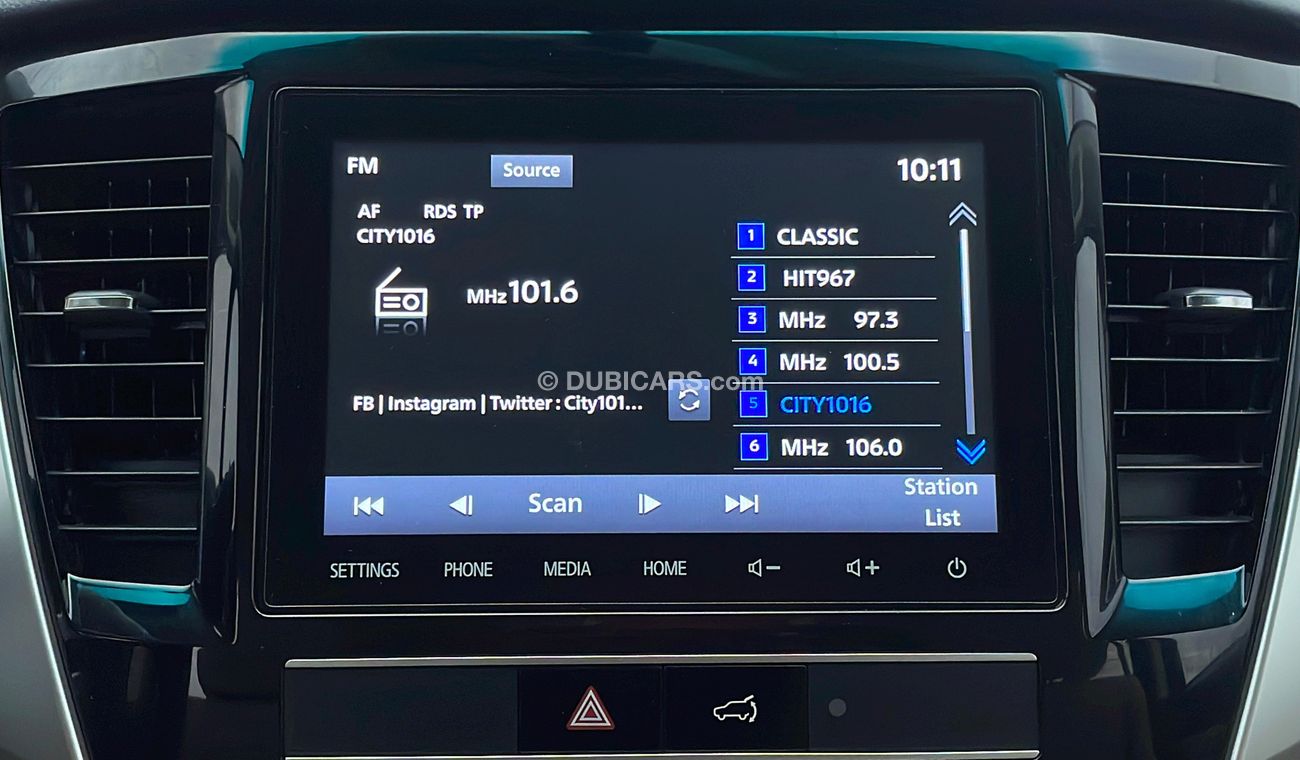 FM
Source
10:11
AF RDS TP
CITY1016
MHz 101.6
1 CLASSIC
2 HIT967
3 MHz 97.3
4 MHz 100.5
5 CITY1016
6 MHz 106.0
© DUBICARS.com
FB | Instagram | Twitter : City101...
Scan
Station
List
SETTINGS PHONE MEDIA HOME